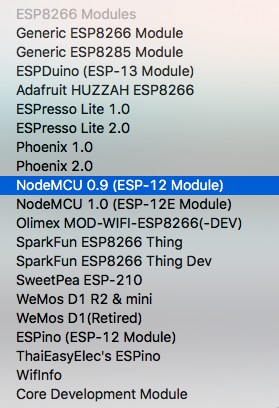 ESP8266 Modules
Generic ESP8266 Module
Generic ESP8285 Module
ESPDuino (ESP-13 Module)
Adafruit HUZZAH ESP8266
ESPresso Lite 1.0
ESPresso Lite 2.0
Phoenix 1.0
Phoenix 2.0
NodeMCU 0.9 (ESP-12 Module)
NodeMCU 1.0 (ESP-12E Module)
Olimex MOD-WIFI-ESP8266(-DEV)
SparkFun ESP8266 Thing
SparkFun ESP8266 Thing Dev
SweetPea ESP-210
WeMos D1 R2 & mini
WeMos D1(Retired)
ESPino (ESP-12 Module)
ThaiEasyElec's ESPino
WifInfo
Core Development Module